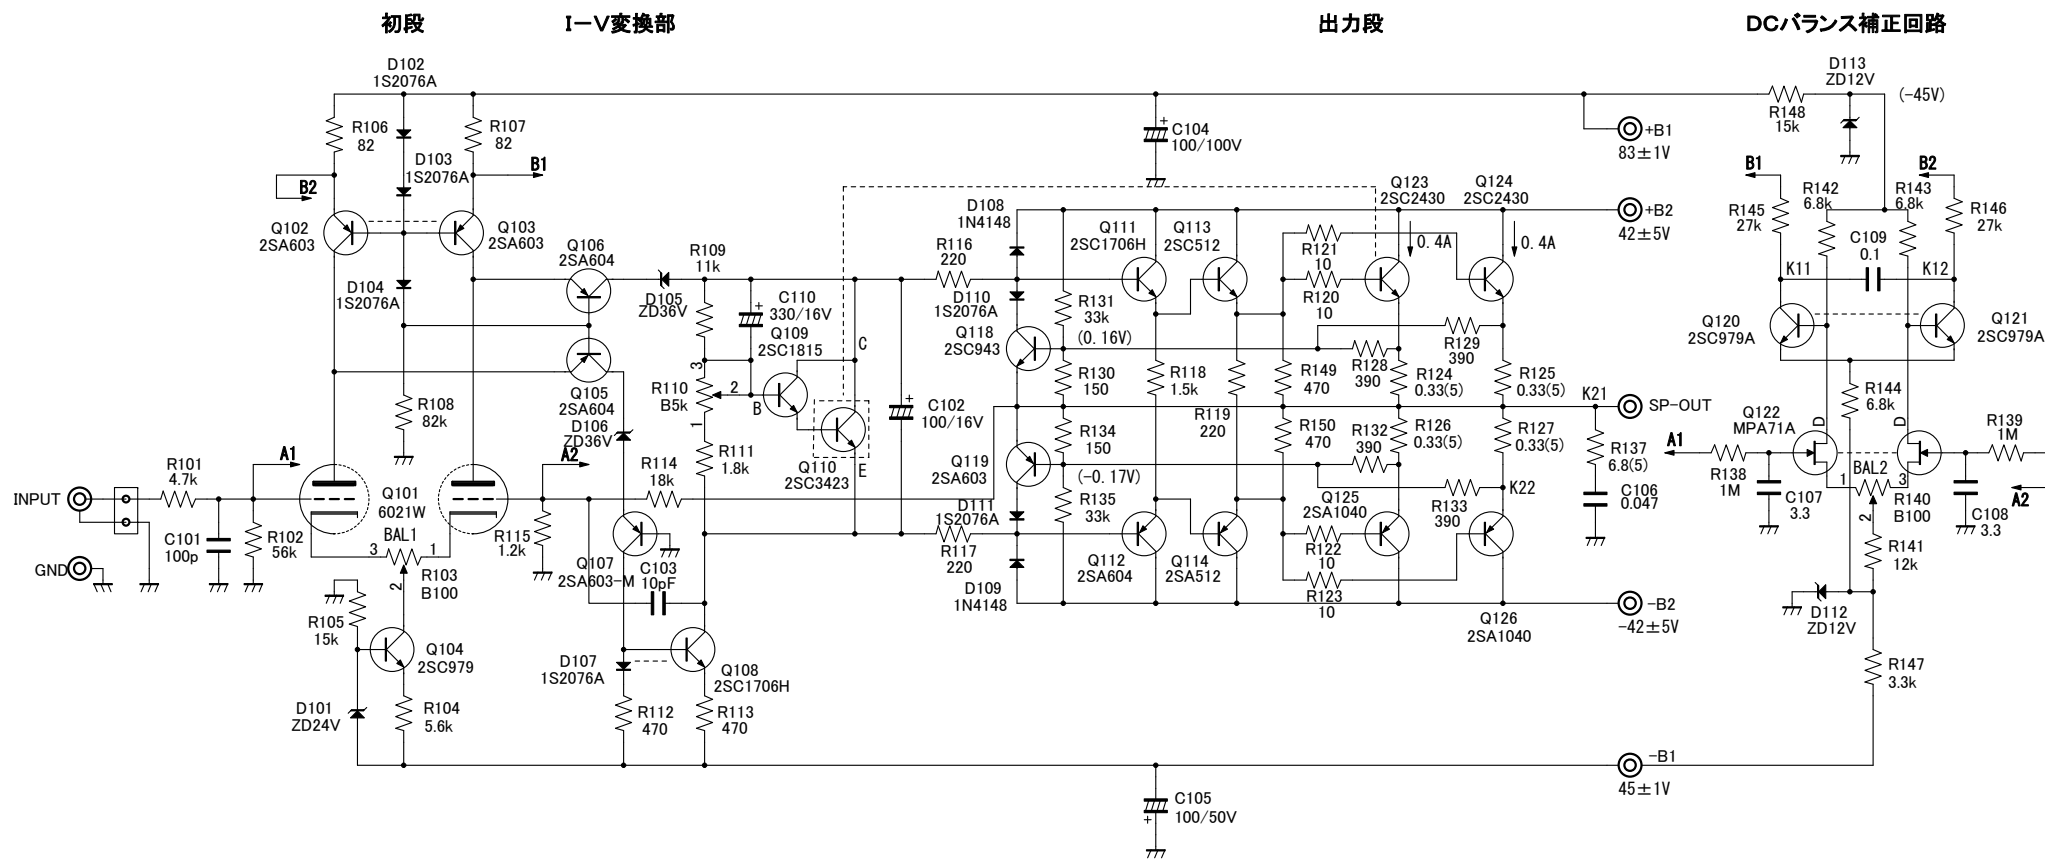 初段
I－V変換部
出力段
DCバランス補正回路
D102
1S2076A
R106
82
R107
82
D103
1S2076A
B1
B2
Q102
2SA603
Q103
2SA603
D104
1S2076A
Q106
2SA604
D105
ZD36V
R109
11k
C110
330/16V
Q109
2SC1815
C
3
R110
B5k
2
B
1
Q105
2SA604
D106
ZD36V
R108
82k
R111
1.8k
Q110
2SC3423
E
C102
100/16V
A1
A2
R101
4.7k
INPUT
Q101
6021W
R114
18k
C101
100p
R102
56k
BAL1
3
1
2
R115
1.2k
R103
B100
GND
Q107
2SA603-M
C103
10pF
R105
15k
Q104
2SC979
D107
1S2076A
Q108
2SC1706H
D101
ZD24V
R104
5.6k
R112
470
R113
470
C104
100/100V
D108
1N4148
Q111
2SC1706H
Q113
2SC512
Q123
2SC2430
Q124
2SC2430
R116
220
R121
10
0.4A
0.4A
D110
1S2076A
R131
33k
R120
10
Q118
2SC943
(0.16V)
R129
390
R128
390
R130
150
R118
1.5k
R149
470
R124
0.33(5)
R125
0.33(5)
K21
R119
220
R134
150
R150
470
R132
390
R126
0.33(5)
R127
0.33(5)
Q119
2SA603
(-0.17V)
R137
6.8(5)
D111
1S2076A
R135
33k
Q125
2SA1040
R133
390
K22
C106
0.047
R117
220
Q112
2SA604
Q114
2SA512
R122
10
D109
1N4148
R123
10
Q126
2SA1040
C105
100/50V
+B1
83±1V
+B2
42±5V
SP-OUT
-B2
-42±5V
-B1
45±1V
D113
ZD12V
R148
15k
(-45V)
B1
B2
R142
6.8k
R143
6.8k
R145
27k
R146
27k
C109
0.1
K11
K12
Q120
2SC979A
Q121
2SC979A
R144
6.8k
Q122
MPA71A
D
D
R139
1M
A1
R138
1M
BAL2
1
3
2
C107
3.3
R140
B100
C108
3.3
A2
R141
12k
D112
ZD12V
R147
3.3k